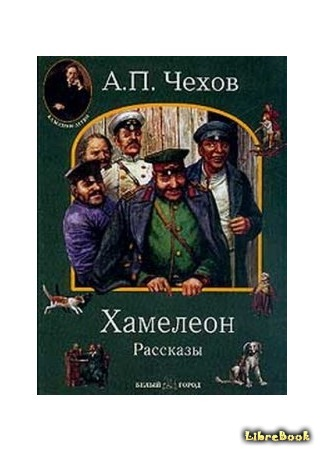 А.П. Чехов
Хамелеон
Рассказы
БЕЛЫЙ ГОРОД
LibreBook